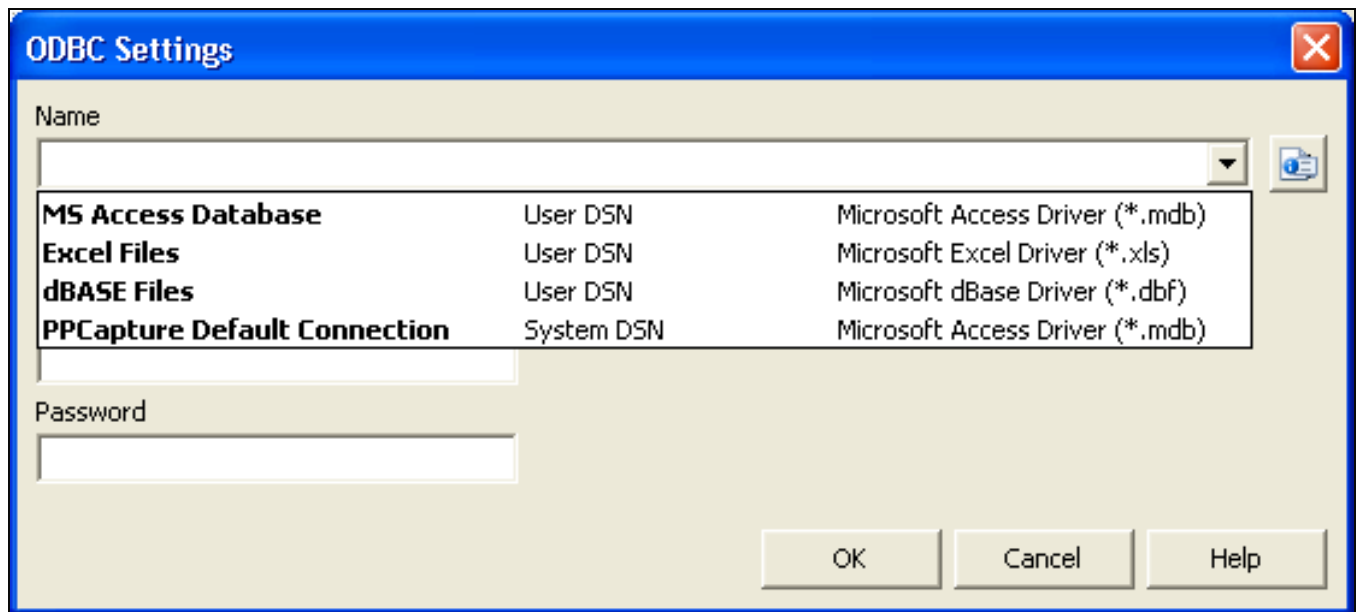 ODBC Settings
Name
MS Access Database User DSN Microsoft Access Driver (*.mdb)
Excel Files User DSN Microsoft Excel Driver (*.xls)
dBASE Files User DSN Microsoft dBase Driver (*.dbf)
PPCapture Default Connection System DSN Microsoft Access Driver (*.mdb)
Password
OK Cancel Help